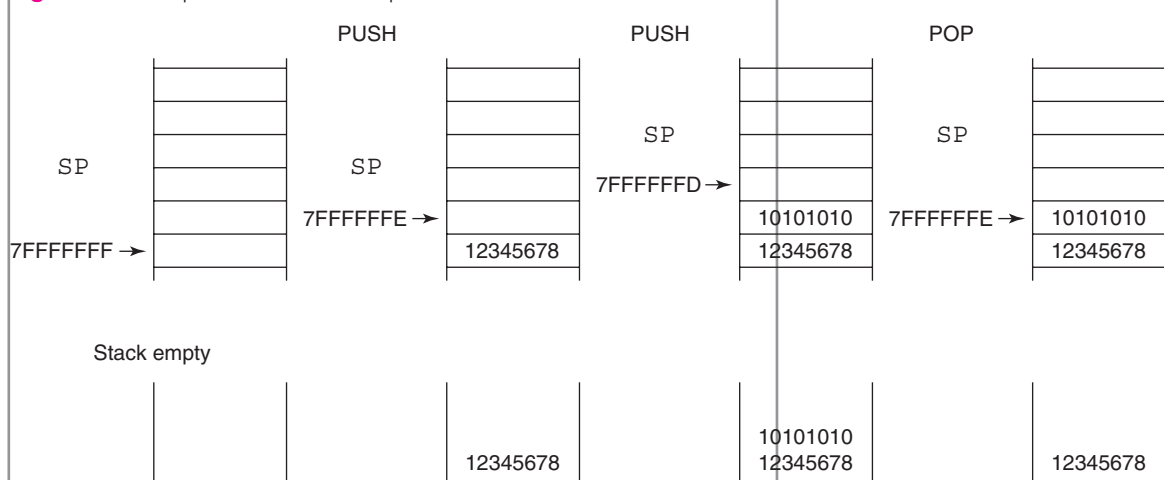 PUSH PUSH POP
SP
SP
SP SP
7FFFFFFD
7FFFFFFE 10101010 7FFFFFFE 10101010
7FFFFFFF 12345678 12345678 12345678
Stack empty
10101010
12345678 12345678 12345678